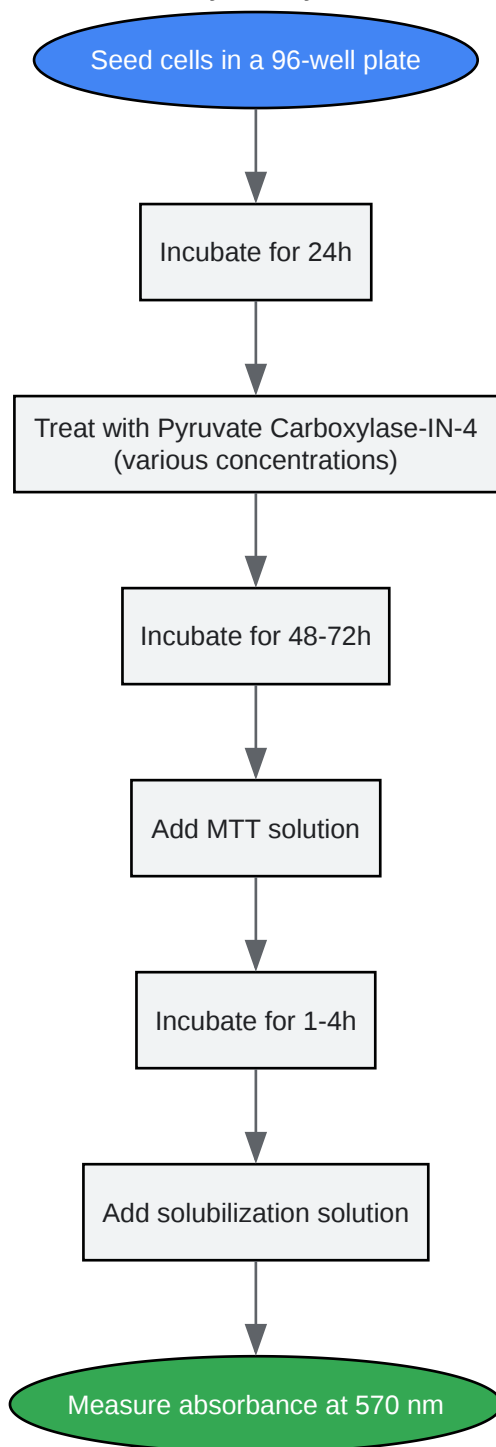 Seed cells in a 96-well plate
Incubate for 24h
Treat with Pyruvate Carboxylase-IN-4
(various concentrations)
Incubate for 48-72h
Add MTT solution
Incubate for 1-4h
Add solubilization solution
Measure absorbance at 570 nm